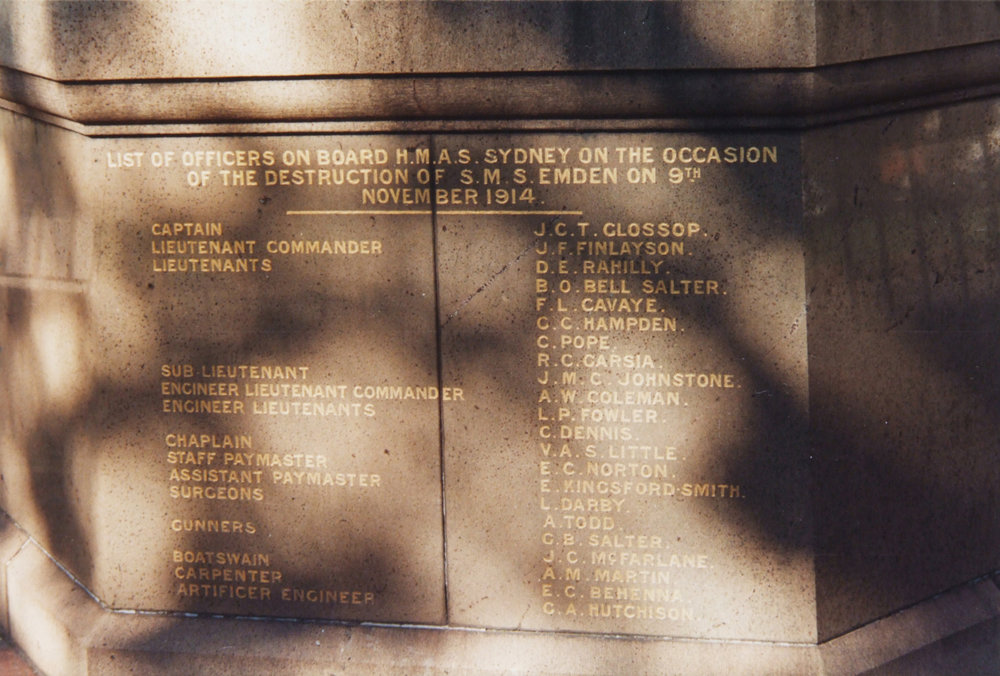 LIST OF OFFICERS ON BOARD H.M.A.S. SYDNEY ON THE OCCASION
OF THE DESTRUCTION OF S.M.S. EMDEN ON 9TH
NOVEMBER 1914.
CAPTAIN J.C.T. GLOSSOP.
LIEUTENANT COMMANDER J.F. FINLAYSON.
LIEUTENANTS D.E. RAHILLY.
B.O. BELL SALTER.
F.L. CAVAYE.
C.C. HAMPDEN.
C. POPE.
R.C. GARSIA.
SUB LIEUTENANT J.M.C. JOHNSTONE.
ENGINEER LIEUTENANT COMMANDER A.W. COLEMAN.
ENGINEER LIEUTENANTS L.P. FOWLER.
C. DENNIS.
CHAPLAIN V.A.S. LITTLE.
STAFF PAYMASTER E.C. NORTON.
ASSISTANT PAYMASTER E. KINGSFORD-SMITH.
SURGEONS L. DARBY.
A. TODD.
GUNNERS G.B. SALTER.
J.C. McFARLANE.
BOATSWAIN A.M. MARTIN
CARPENTER E.C. BEHENNA.
ARTIFICER ENGINEER C.A. HUTCHISON.